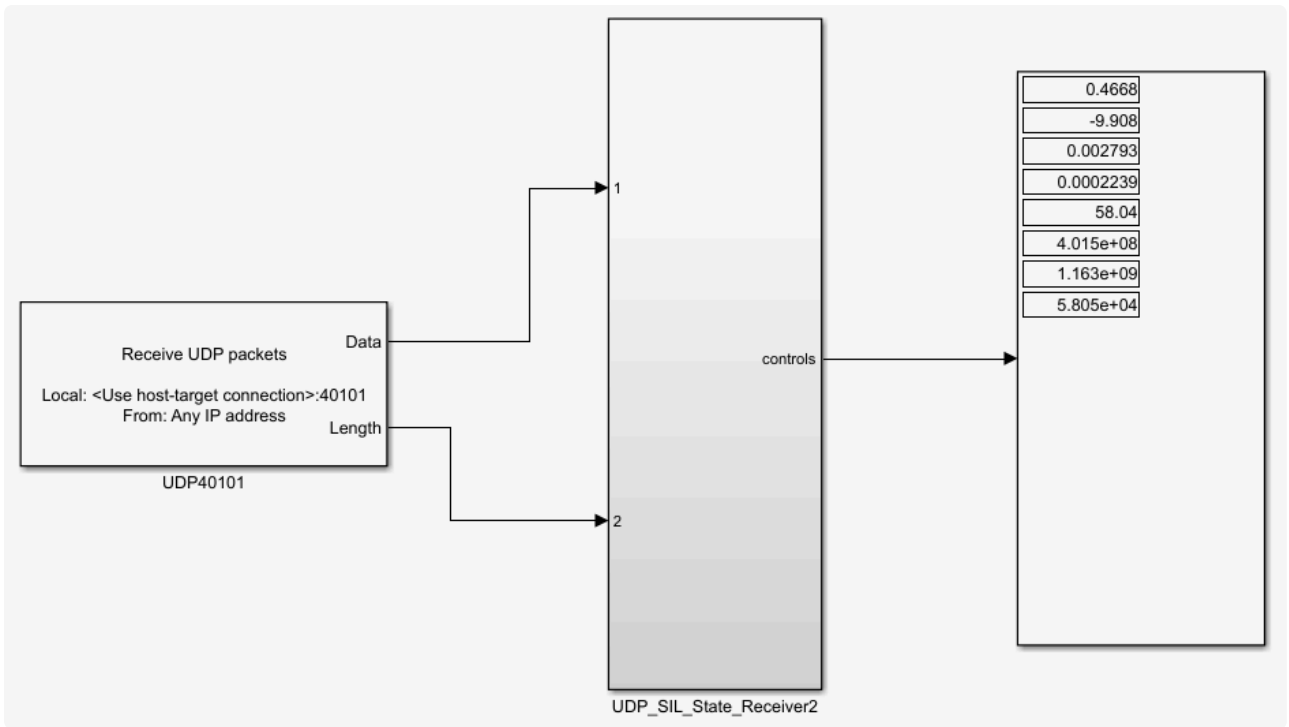 0.4668
-9.908
0.002793
0.0002239
58.04
4.015e+08
1.163e+09
5.805e+04
1
Data
Receive UDP packets
controls
Local: <Use host-target connection>:40101
From: Any IP address
Length
UDP40101
2
UDP_SIL_State_Receiver2